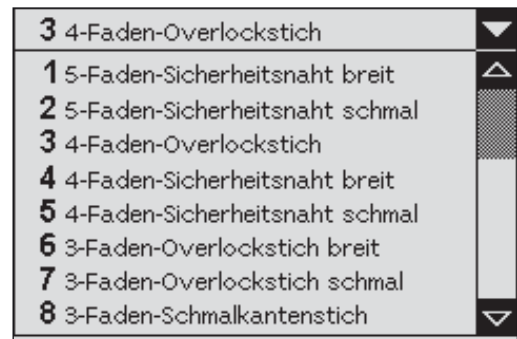 3 4-Faden-Overlockstich
1 5-Faden-Sicherheitsnaht breit
2 5-Faden-Sicherheitsnaht schmal
3 4-Faden-Overlockstich
4 4-Faden-Sicherheitsnaht breit
5 4-Faden-Sicherheitsnaht schmal
6 3-Faden-Overlockstich breit
7 3-Faden-Overlockstich schmal
8 3-Faden-Schmalkantenstich